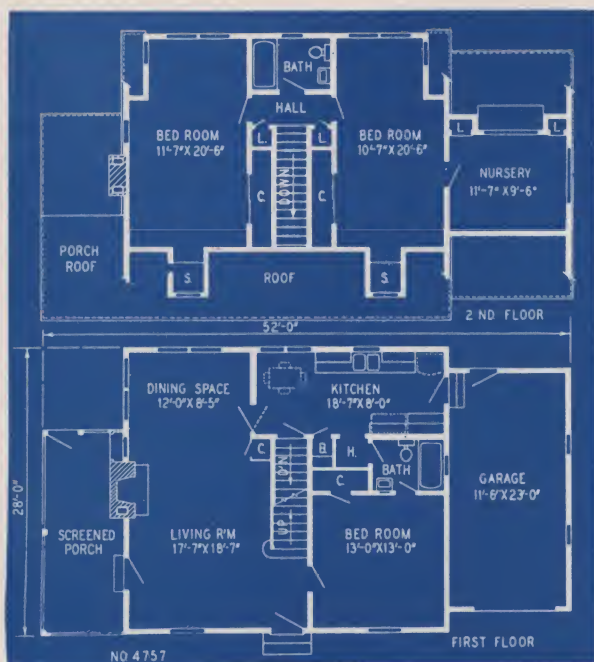 BATH
HALL
BED ROOM
11'-7" X 20'-6"
L.
L.
BED ROOM
10'-7" X 20'-6"
L.
L.
NURSERY
11'-7" X 9'-6"
C.
DOWN
C.
PORCH
ROOF
S.
ROOF
S.
2 ND FLOOR
52'-0"
28'-0"
DINING SPACE
12'-0" X 8'-5"
KITCHEN
18'-7" X 8'-0"
C.
D'N
B.
H.
BATH
C.
UP
GARAGE
11'-6" X 23'-0"
SCREENED
PORCH
LIVING R'M
17'-7" X 18'-7"
BED ROOM
13'-0" X 13'-0"
NO 4757
FIRST FLOOR